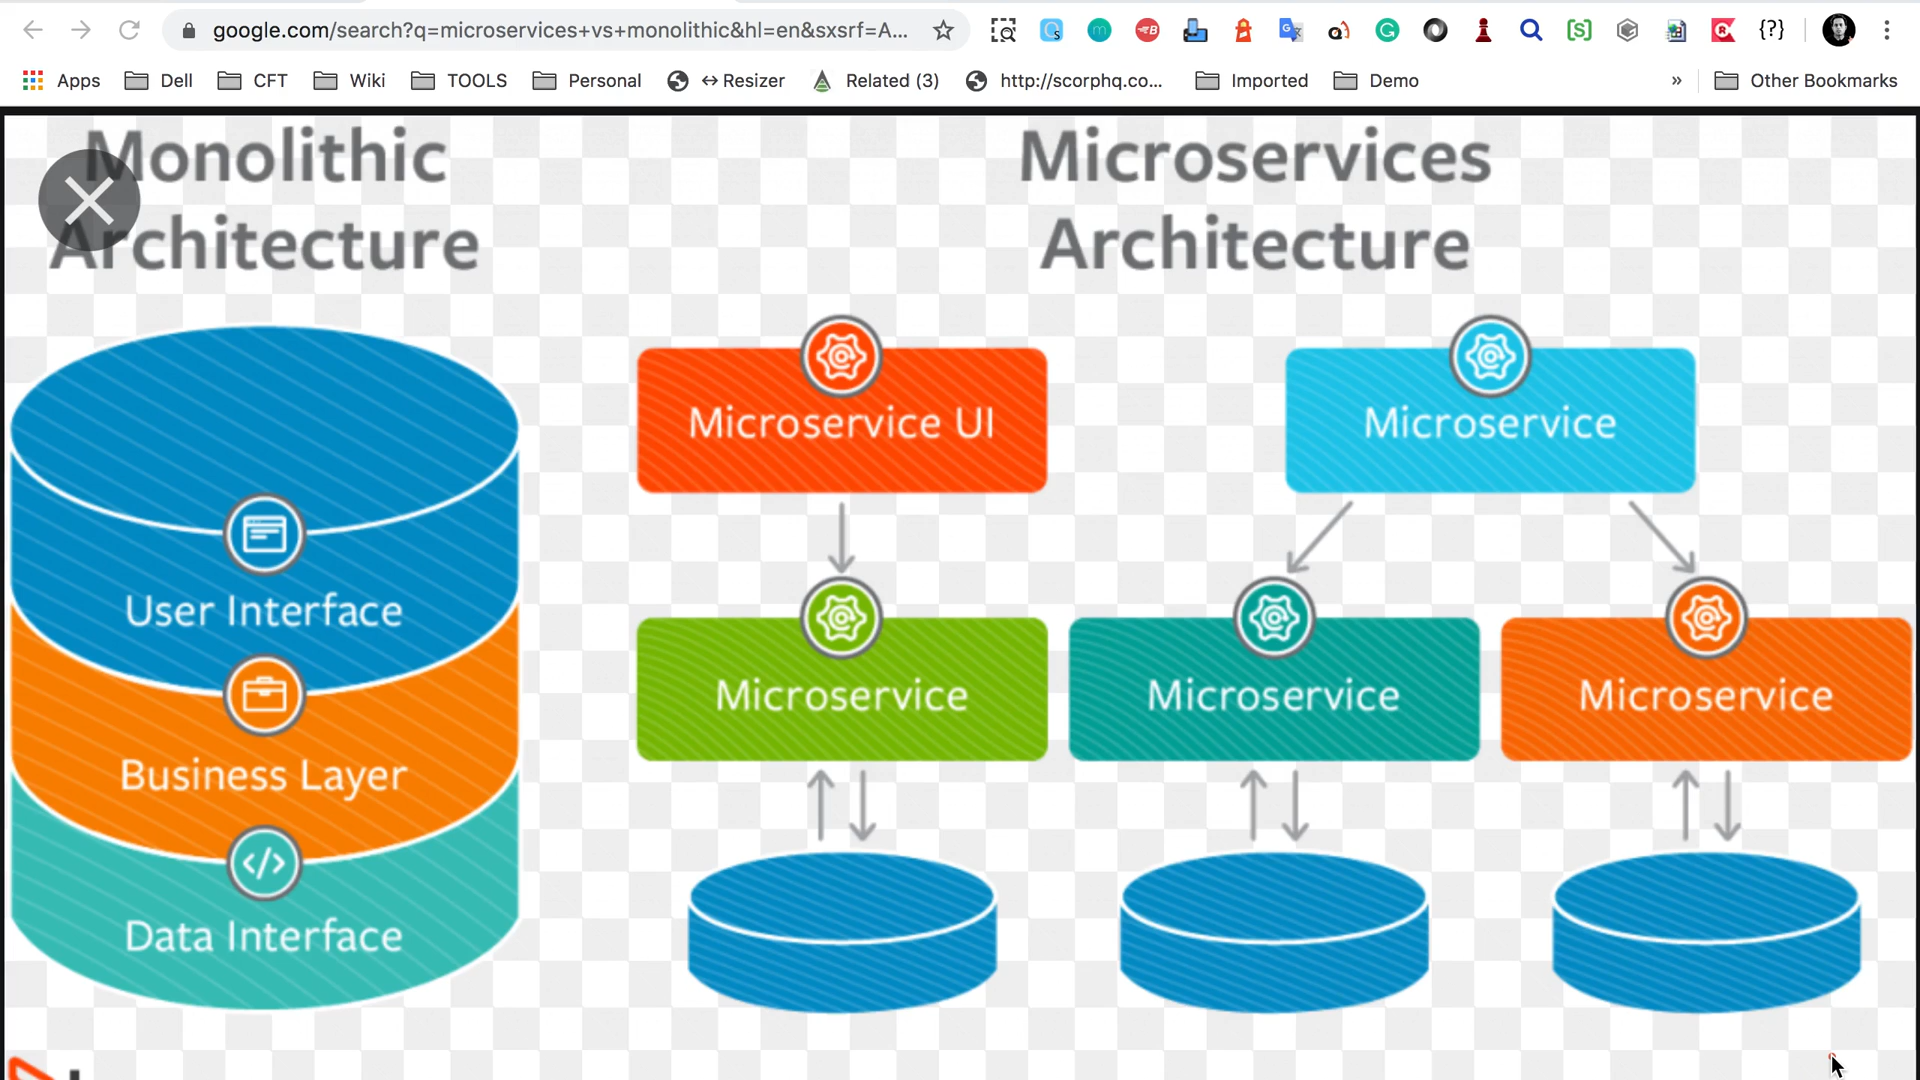 google.com/search?q=microservices+vs+monolithic&hl=en&sxsrf=A...
Apps Dell CFT Wiki TOOLS Personal ↔ Resizer Related (3) http://scorphq.co... Imported Demo » Other Bookmarks
Monolithic
Architecture
Microservices
Architecture
User Interface
Business Layer
Data Interface
Microservice UI
Microservice
Microservice
Microservice
Microservice